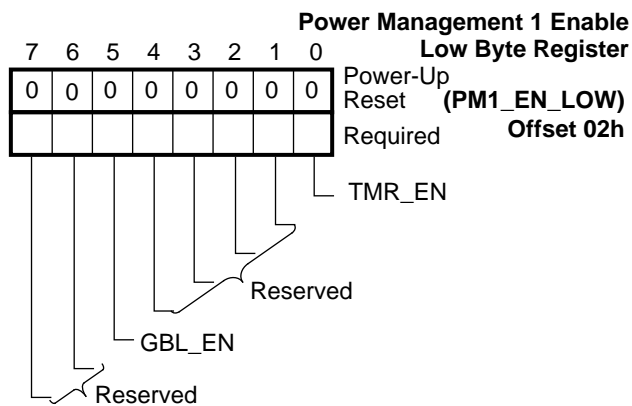 Power Management 1 Enable
Low Byte Register
(PM1_EN_LOW)
Offset 02h
7 6 5 4 3 2 1 0
0 0 0 0 0 0 0 0
Power-Up
Reset
Required
TMR_EN
Reserved
GBL_EN
Reserved